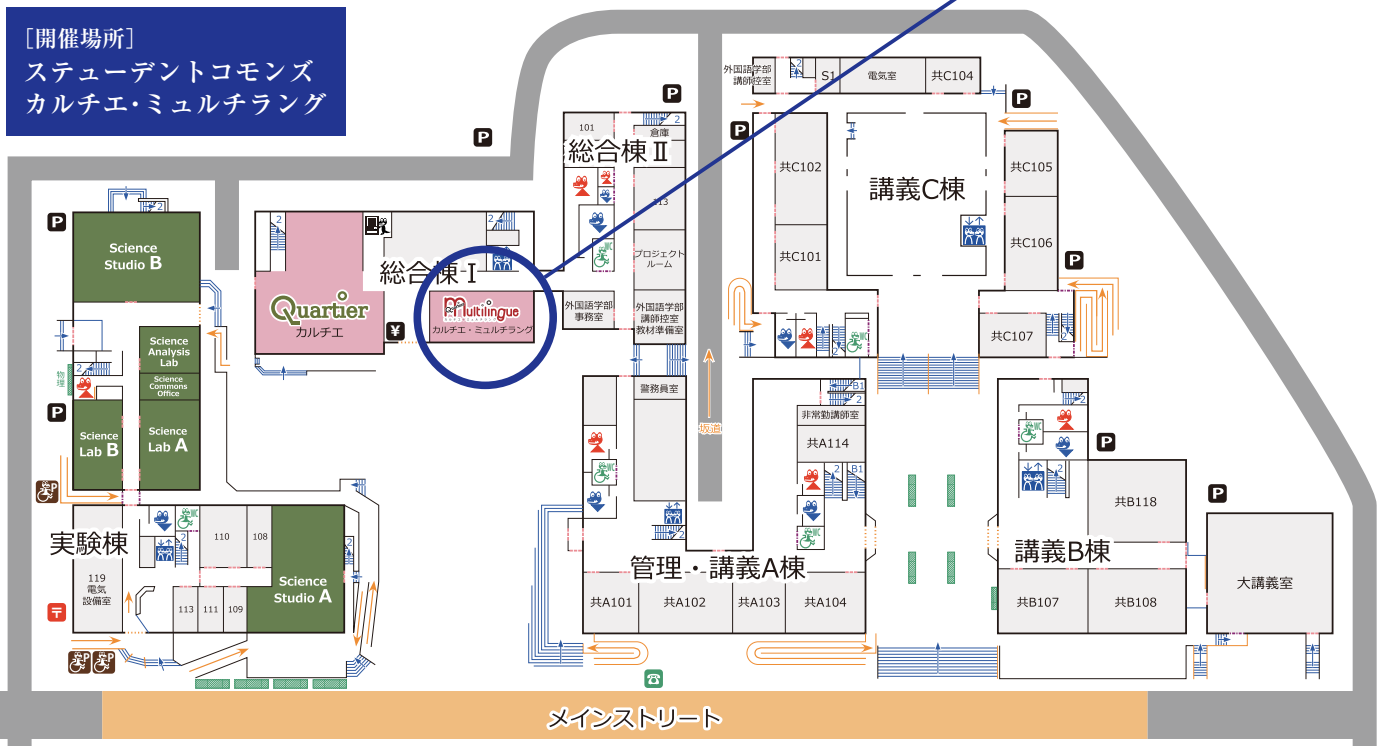 ［開催場所］
ステューデントコモンズ
カルチエ・ミュルチラング
外国語学部
講師控室
S1
電気室
共C104
2
P
101
倉庫
総合棟Ⅱ
共C102
講義C棟
共C105
113
プロジェクト
ルーム
共C101
共C106
Science
Studio B
総合棟-Ⅰ
Quartier
カルチエ
Multilingue
カルチエ・ミュルチラング
¥
外国語学部
事務室
外国語学部
講師控室
教材準備室
共C107
Science
Analysis
Lab
Science
Commons
Office
物理
Science
Lab B
Science
Lab A
警務員室
坂道
B1
2
非常勤講師室
共A114
B1
共B118
実験棟
110
108
Science
Studio A
119
電気
設備室
113
111
109
管理・講義A棟
講義B棟
大講義室
共A101
共A102
共A103
共A104
共B107
共B108
〒
メインストリート